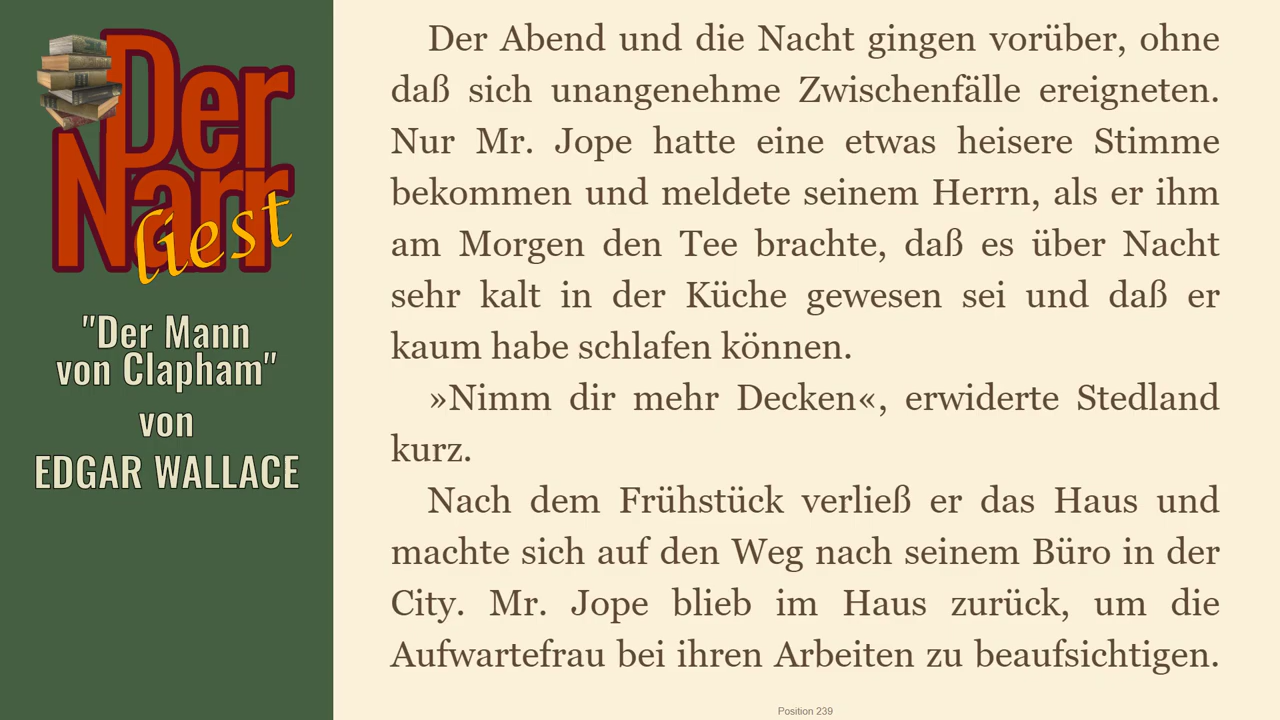 Der
Narr
liest
"Der Mann
von Clapham"
von
EDGAR WALLACE
Der Abend und die Nacht gingen vorüber, ohne
daß sich unangenehme Zwischenfälle ereigneten.
Nur Mr. Jope hatte eine etwas heisere Stimme
bekommen und meldete seinem Herrn, als er ihm
am Morgen den Tee brachte, daß es über Nacht
sehr kalt in der Küche gewesen sei und daß er
kaum habe schlafen können.
»Nimm dir mehr Decken«, erwiderte Stedland
kurz.
Nach dem Frühstück verließ er das Haus und
machte sich auf den Weg nach seinem Büro in der
City. Mr. Jope blieb im Haus zurück, um die
Aufwartefrau bei ihren Arbeiten zu beaufsichtigen.
Position 239